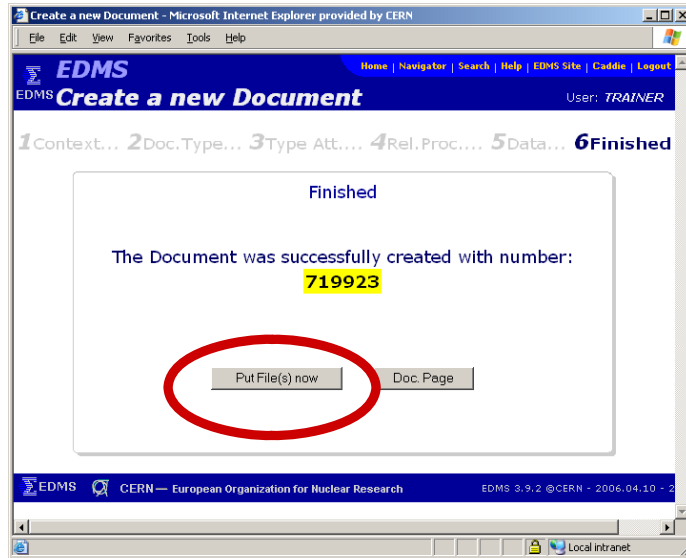 Create a new Document - Microsoft Internet Explorer provided by CERN
File Edit View Favorites Tools Help
EDMS
Home | Navigator | Search | Help | EDMS Site | Caddie | Logout
EDMS Create a new Document
User: TRAINER
1Context... 2Doc.Type... 3Type Att.... 4Rel.Proc.... 5Data... 6Finished
Finished
The Document was successfully created with number:
719923
Put File(s) now Doc. Page
EDMS CERN — European Organization for Nuclear Research EDMS 3.9.2 ©CERN - 2006.04.10 - 2
Local intranet